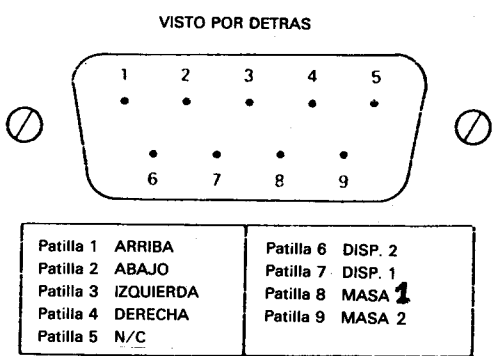 VISTO POR DETRAS
1 2 3 4 5
6 7 8 9
Patilla 1 ARRIBA
Patilla 2 ABAJO
Patilla 3 IZQUIERDA
Patilla 4 DERECHA
Patilla 5 N/C
Patilla 6 DISP. 2
Patilla 7 DISP. 1
Patilla 8 MASA 1
Patilla 9 MASA 2